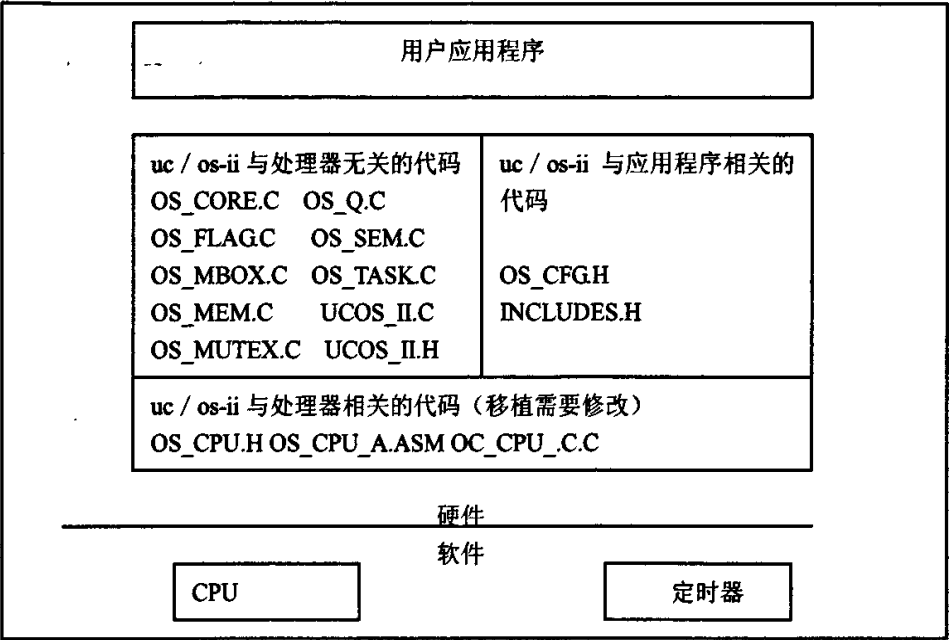 用户应用程序
uc / os-ii 与处理器无关的代码
OS_CORE.C OS_Q.C
OS_FLAG.C OS_SEM.C
OS_MBOX.C OS_TASK.C
OS_MEM.C UCOS_II.C
OS_MUTEX.C UCOS_II.H
uc / os-ii 与应用程序相关的
代码
OS_CFG.H
INCLUDES.H
uc / os-ii 与处理器相关的代码（移植需要修改）
OS_CPU.H OS_CPU_A.ASM OC_CPU_.C.C
硬件
软件
CPU
定时器